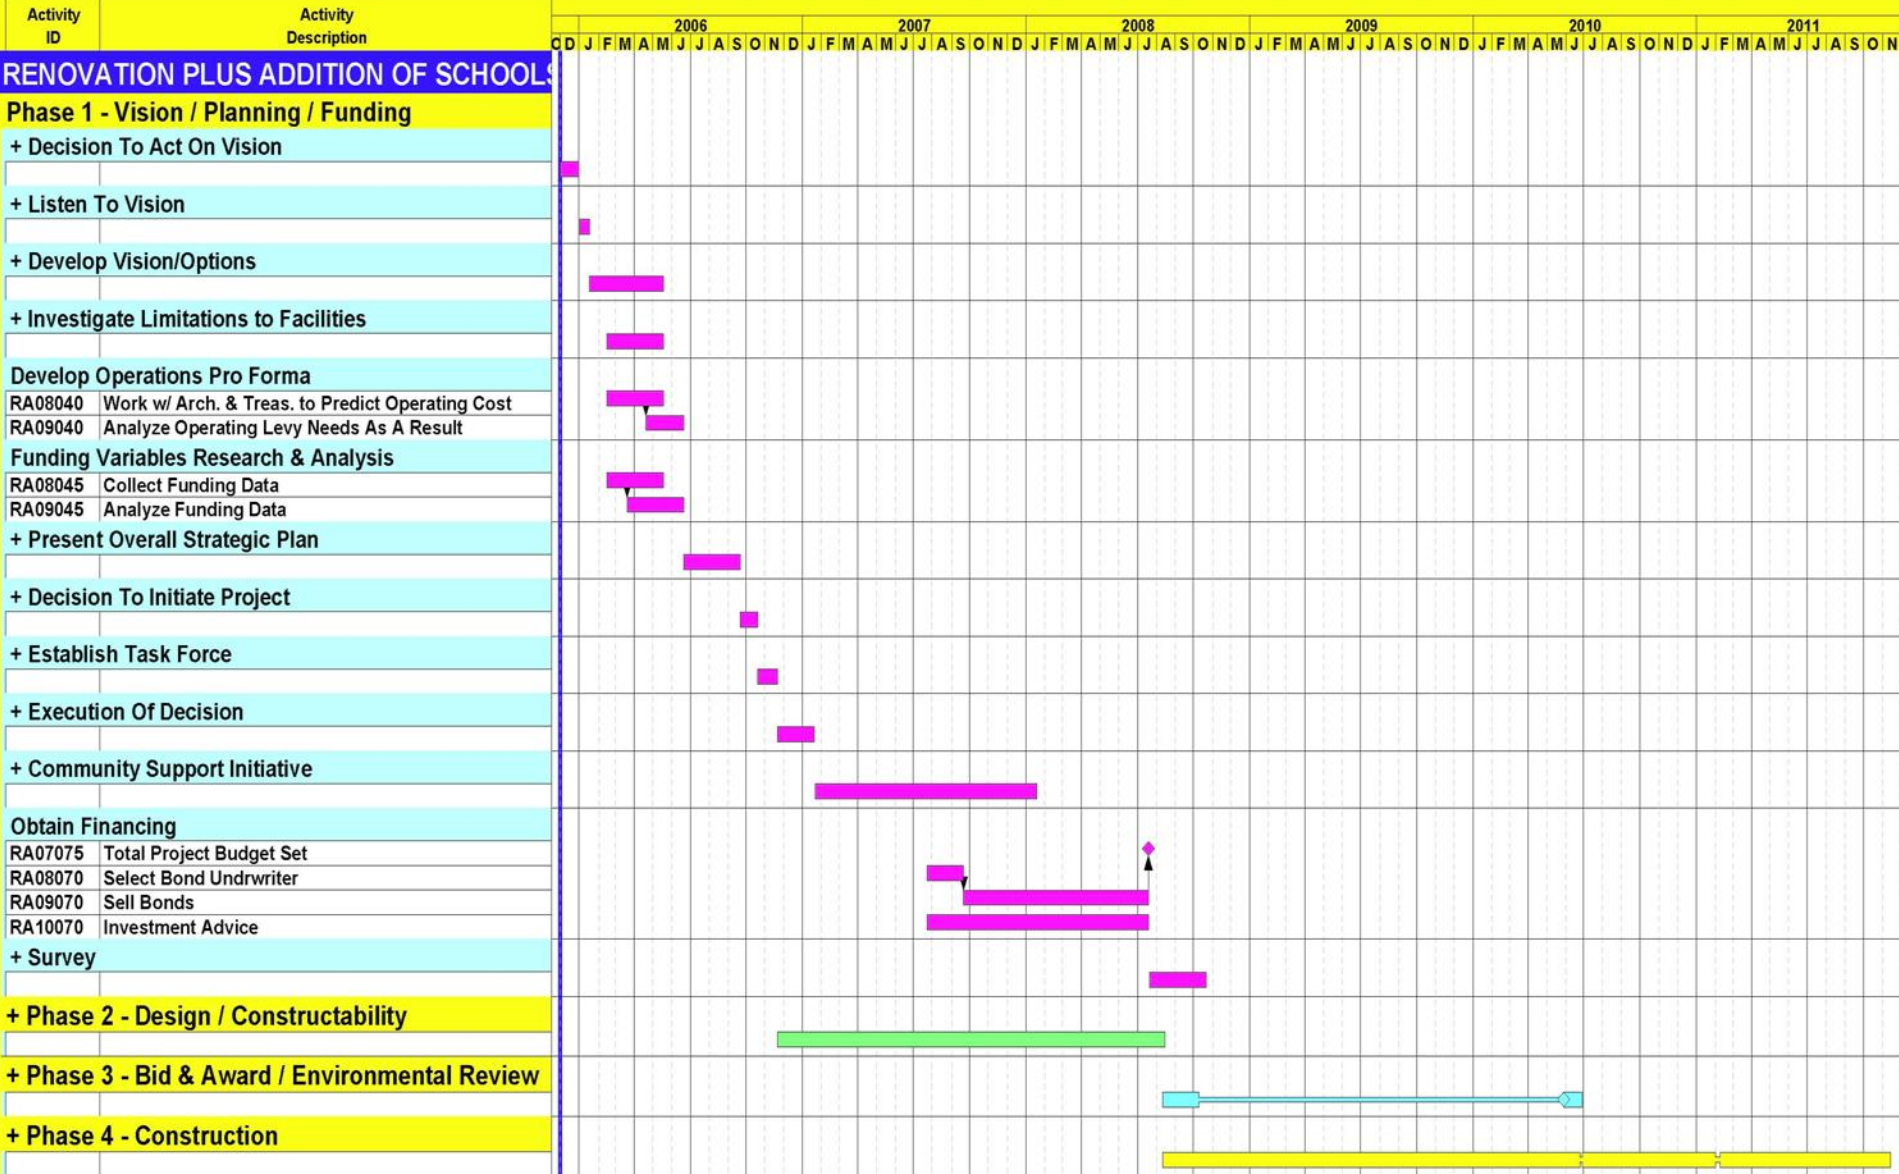 Activity ID
Activity Description
2006 2007 2008 2009 2010 2011
O D J F M A M J J A S O N D J F M A M J J A S O N D J F M A M J J A S O N D J F M A M J J A S O N D J F M A M J J A S O N D J F M A M J J A S O N
RENOVATION PLUS ADDITION OF SCHOOLS
Phase 1 - Vision / Planning / Funding
+ Decision To Act On Vision
+ Listen To Vision
+ Develop Vision/Options
+ Investigate Limitations to Facilities
Develop Operations Pro Forma
RA08040 Work w/ Arch. & Treas. to Predict Operating Cost
RA09040 Analyze Operating Levy Needs As A Result
Funding Variables Research & Analysis
RA08045 Collect Funding Data
RA09045 Analyze Funding Data
+ Present Overall Strategic Plan
+ Decision To Initiate Project
+ Establish Task Force
+ Execution Of Decision
+ Community Support Initiative
Obtain Financing
RA07075 Total Project Budget Set
RA08070 Select Bond Undrwriter
RA09070 Sell Bonds
RA10070 Investment Advice
+ Survey
+ Phase 2 - Design / Constructability
+ Phase 3 - Bid & Award / Environmental Review
+ Phase 4 - Construction